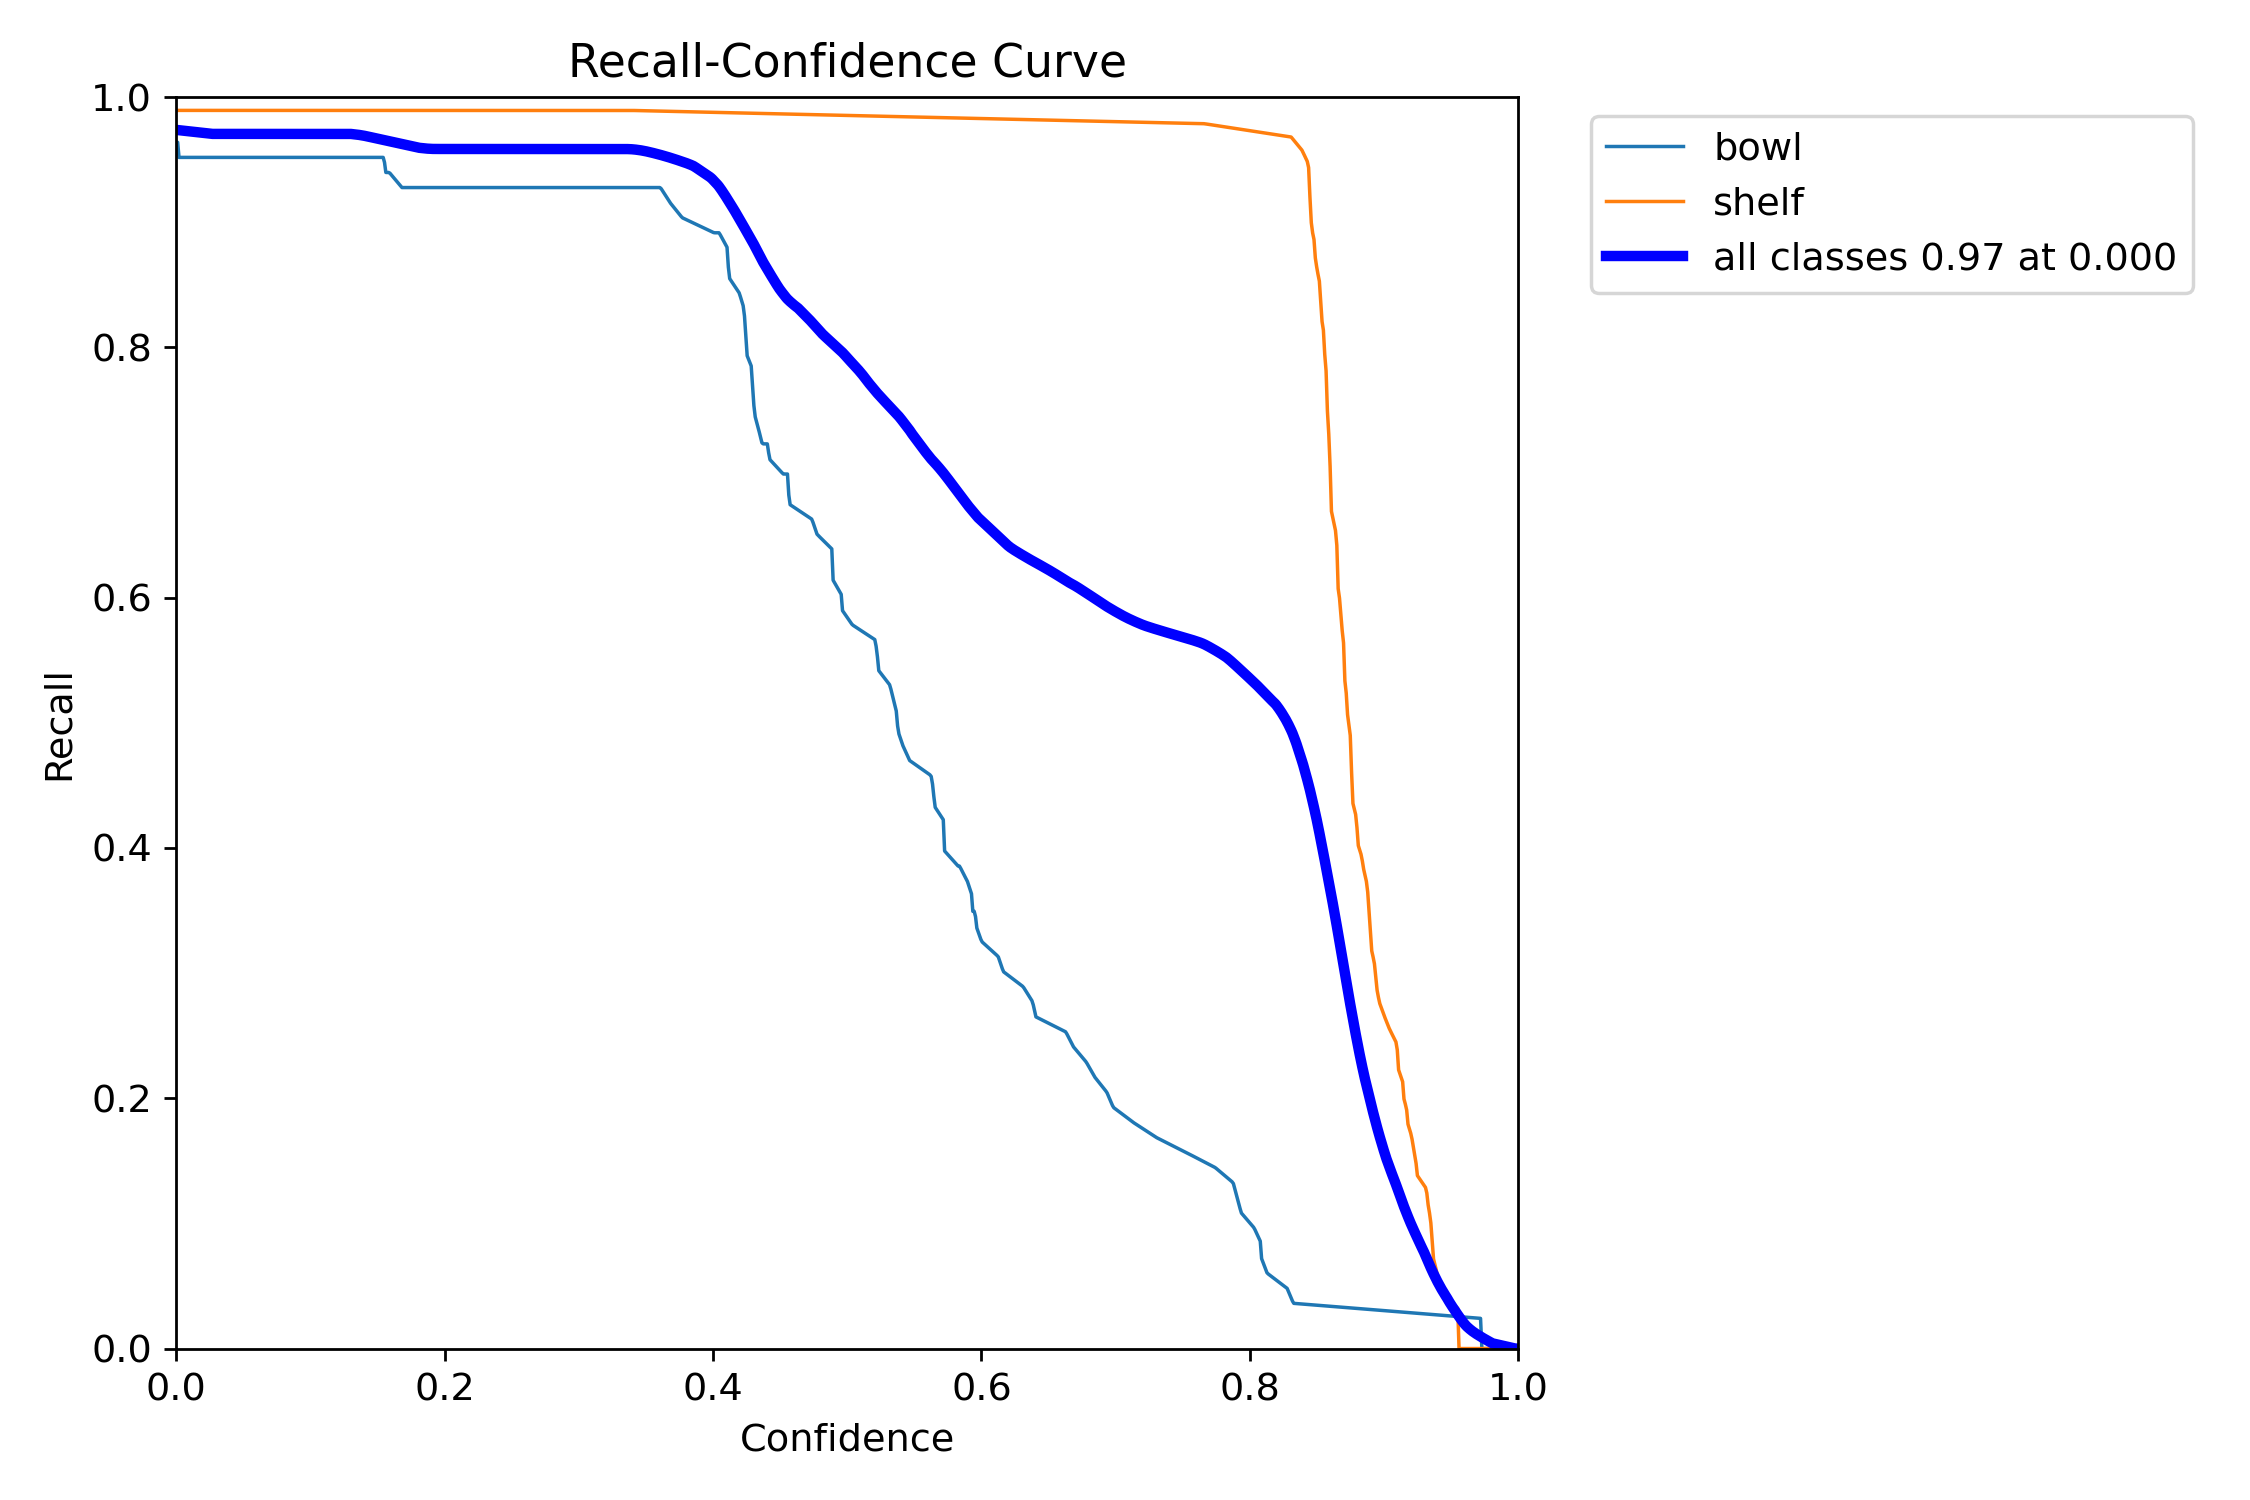 Recall-Confidence Curve
1.0
0.8
0.6
0.4
0.2
0.0
Recall
0.0 0.2 0.4 0.6 0.8 1.0
Confidence
bowl
shelf
all classes 0.97 at 0.000